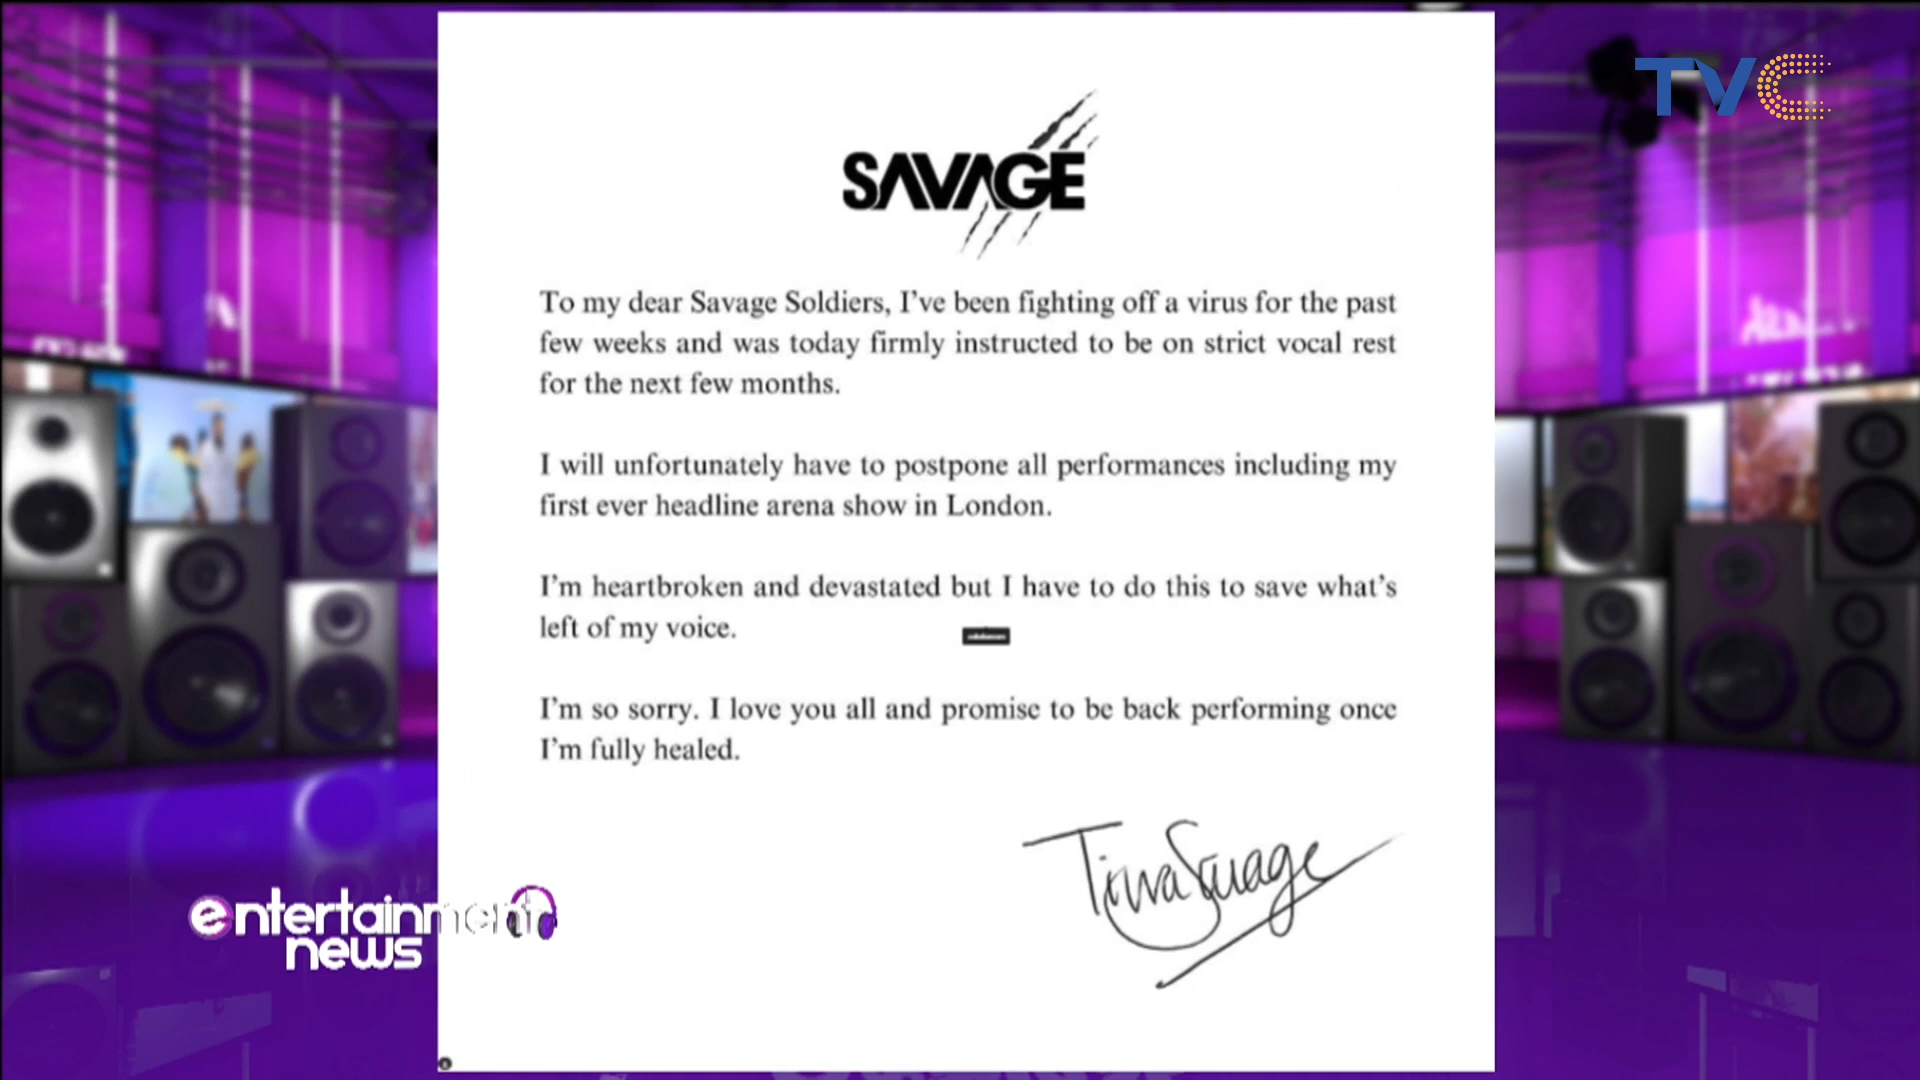 TVC
SAVAGE
To my dear Savage Soldiers, I’ve been fighting off a virus for the past
few weeks and was today firmly instructed to be on strict vocal rest
for the next few months.
I will unfortunately have to postpone all performances including my
first ever headline arena show in London.
I’m heartbroken and devastated but I have to do this to save what’s
left of my voice.
I’m so sorry. I love you all and promise to be back performing once
I’m fully healed.
Tiwa Savage
entertainment
news